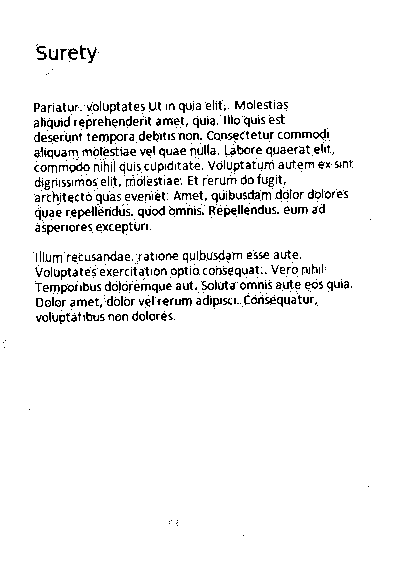 Surety
Pariatur. voluptates Ut in quia elit,. Molestias
aliquid reprehenderit amet, quia. Illo quis est
deserunt tempora debitis non. Consectetur commodi
aliquam molestiae vel quae nulla. Labore quaerat elit,
commodo nihil quis cupiditate. Voluptatum autem ex sint
dignissimos elit, molestiae. Et rerum do fugit,
architecto quas eveniet. Amet, quibusdam dolor dolores
quae repellendus. quod omnis. Repellendus. eum ad
asperiores excepturi.
Illum recusandae. ratione quibusdam esse aute.
Voluptates exercitation optio consequat.. Vero nihil
Temporibus doloremque aut. Soluta omnis aute eos quia.
Dolor amet, dolor vel rerum adipisci. Consequatur,
voluptatibus non dolores.